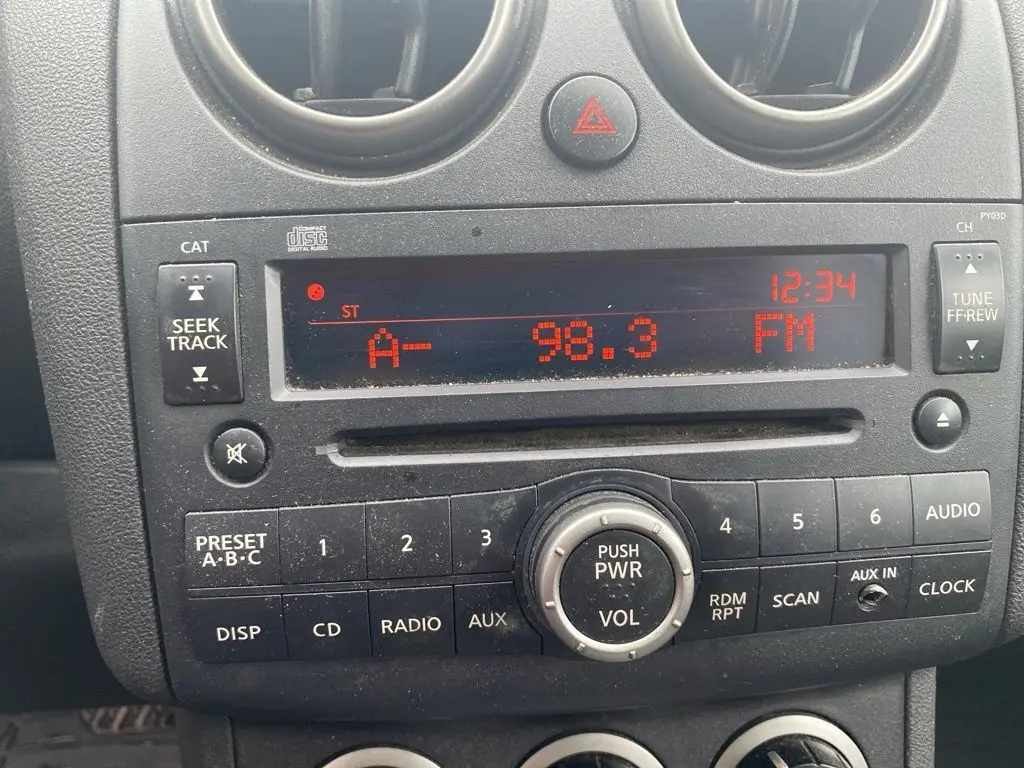 PY03D
CAT
COMPACT
disc
DIGITAL AUDIO
CH
SEEK
TRACK
12:34
ST
A- 98.3 FM
TUNE
FF·REW
PRESET
A·B·C
1
2
3
PUSH
PWR
VOL
4
5
6
AUDIO
DISP
CD
RADIO
AUX
RDM
RPT
SCAN
AUX IN
CLOCK